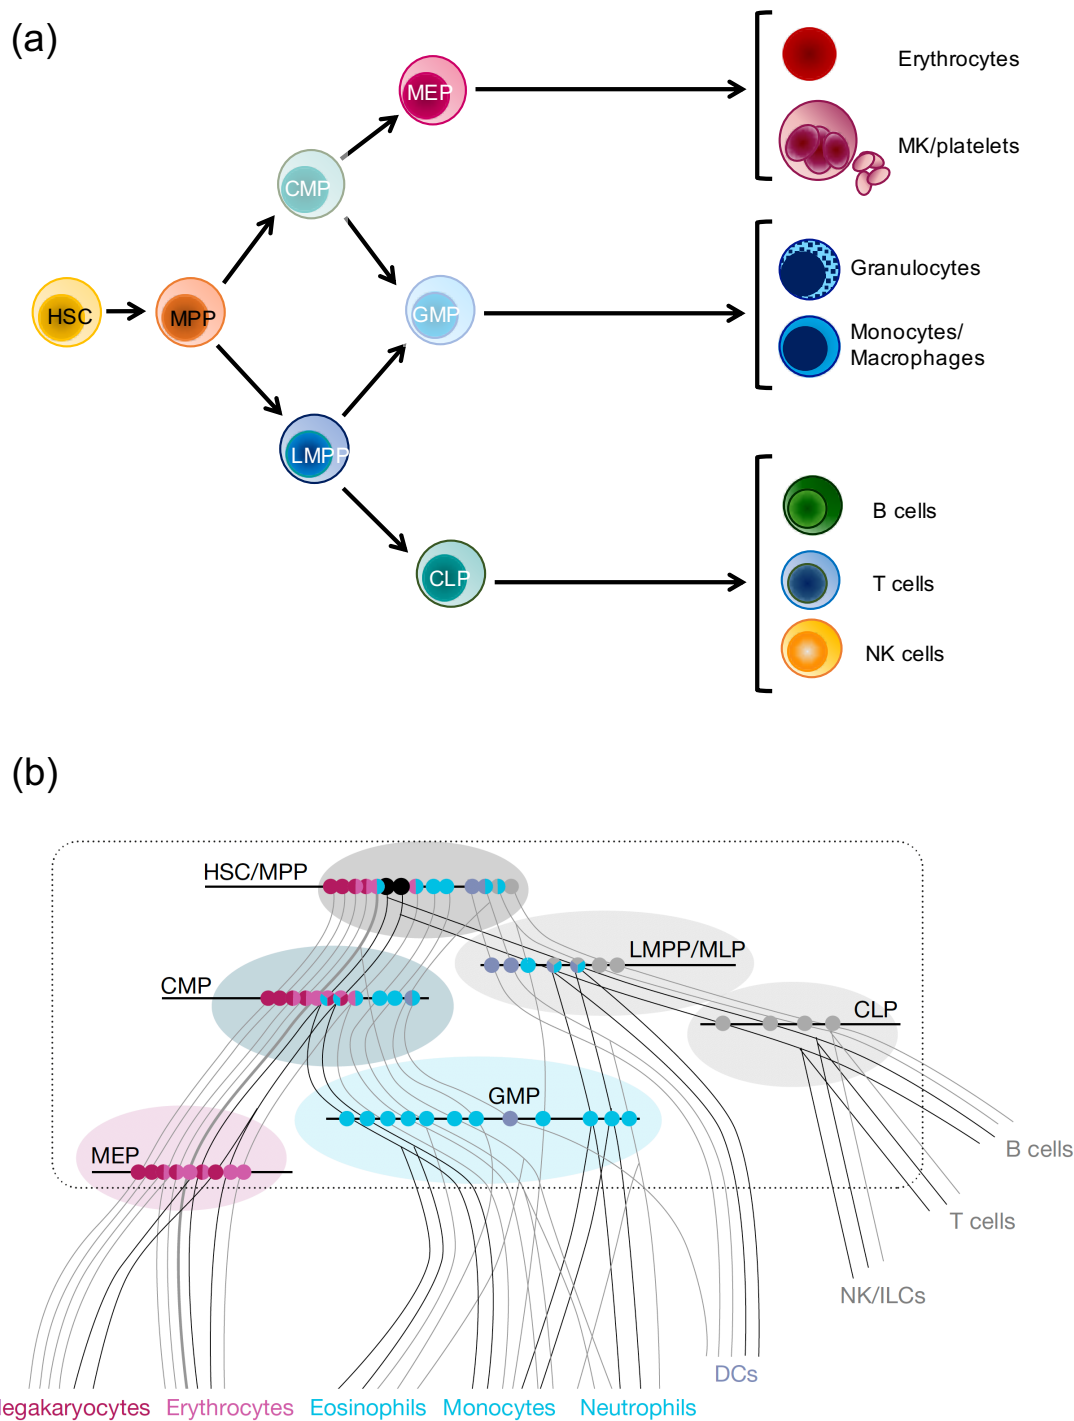 (a)
MEP
Erythrocytes
MK/platelets
CMP
HSC
MPP
GMP
Granulocytes
Monocytes/
Macrophages
LMPP
CLP
B cells
T cells
NK cells
(b)
HSC/MPP
LMPP/MLP
CMP
CLP
GMP
MEP
B cells
T cells
NK/ILCs
DCs
legakaryocytes Erythrocytes Eosinophils Monocytes Neutrophils